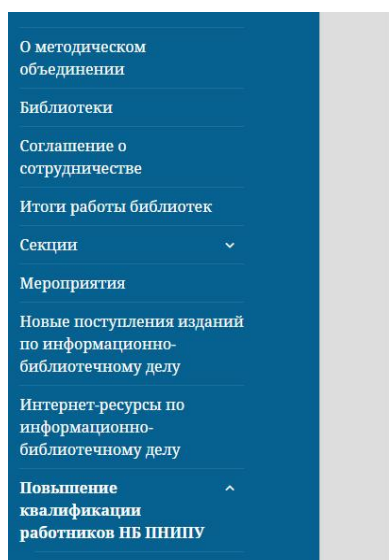 О методическом
объединении
Библиотеки
Соглашение о
сотрудничестве
Итоги работы библиотек
Секции
Мероприятия
Новые поступления изданий
по информационно-
библиотечному делу
Интернет-ресурсы по
информационно-
библиотечному делу
Повышение
квалификации
работников НБ ПНИПУ